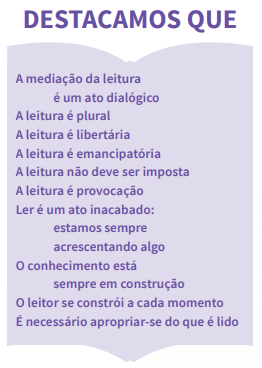 DESTACAMOS QUE
A mediação da leitura
é um ato dialógico
A leitura é plural
A leitura é libertária
A leitura é emancipatória
A leitura não deve ser imposta
A leitura é provocação
Ler é um ato inacabado:
estamos sempre
acrescentando algo
O conhecimento está
sempre em construção
O leitor se constrói a cada momento
É necessário apropriar-se do que é lido